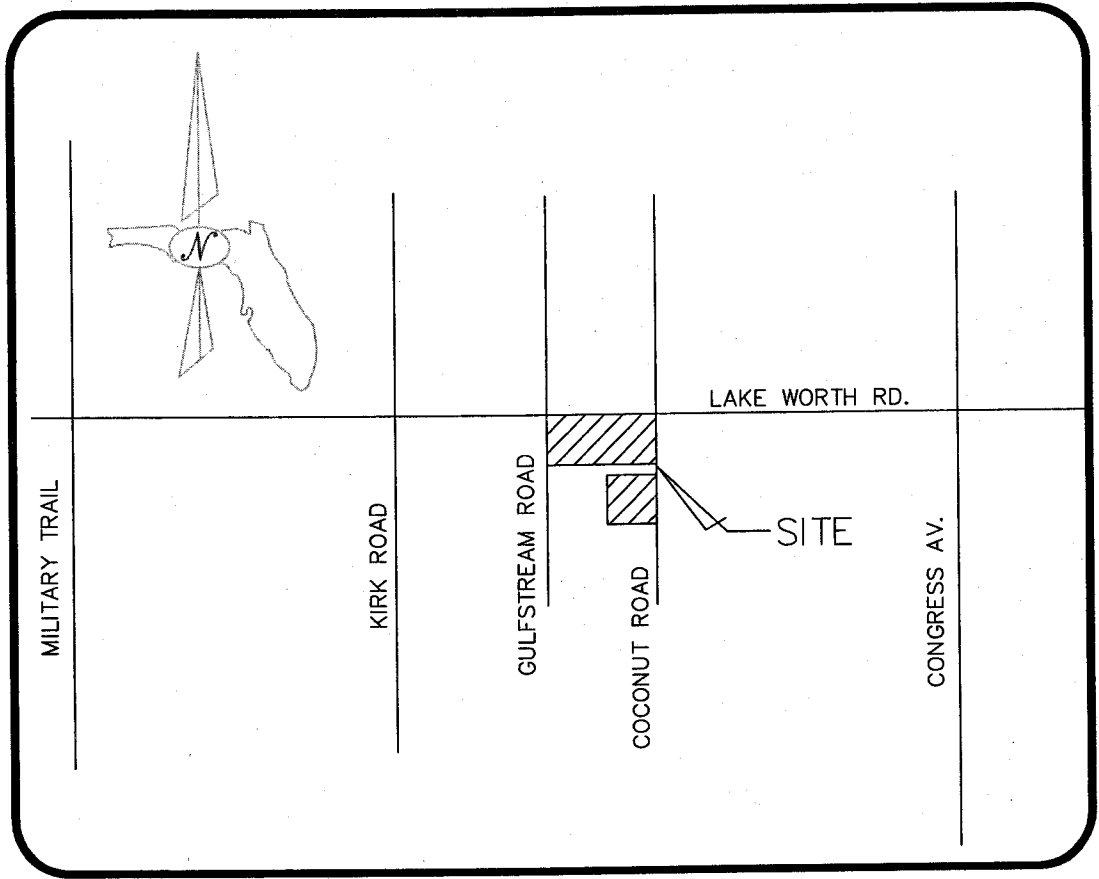 N
LAKE WORTH RD.
SITE
MILITARY TRAIL
KIRK ROAD
GULFSTREAM ROAD
COCONUT ROAD
CONGRESS AV.